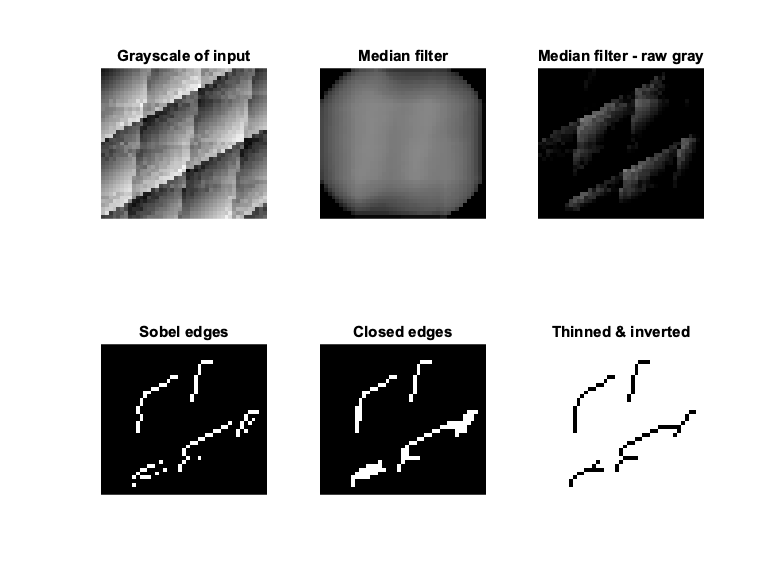 Grayscale of input
Median filter
Median filter - raw gray
Sobel edges
Closed edges
Thinned & inverted